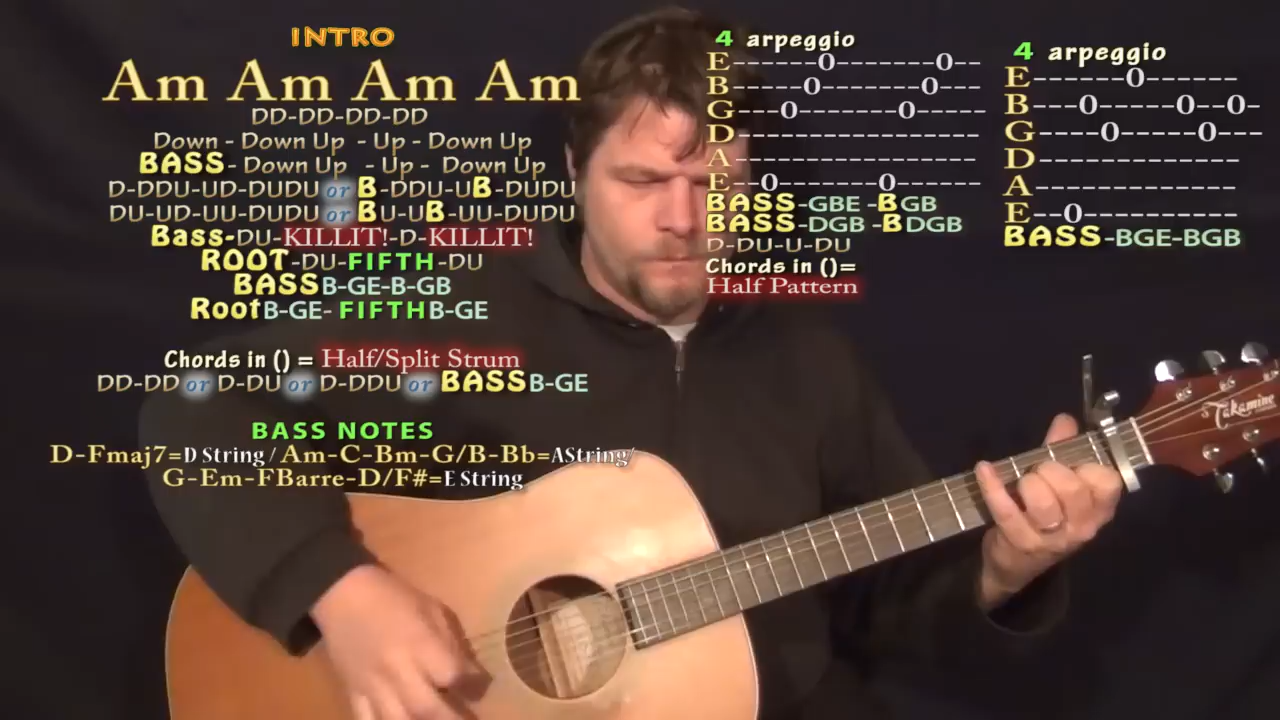 INTRO
Am Am Am Am
DD-DD-DD-DD
Down - Down Up - Up - Down Up
BASS - Down Up - Up - Down Up
D-DDU-UD-DUDU or B-DDU-UB-DUDU
DU-UD-UU-DUDU or BU-UB-UU-DUDU
Bass-DU-KILLIT!-D-KILLIT!
ROOT-DU-FIFTH-DU
BASSB-GE-B-GB
RootB-GE- FIFTHB-GE
Chords in () = Half/Split Strum
DD-DD or D-DU or D-DDU or BASSB-GE
BASS NOTES
D-Fmaj7=D String / Am-C-Bm-G/B-Bb=AString/
G-Em-FBarre-D/F#=E String
4 arpeggio
E------0--------0---
B-----0--------0----
G----0--------0-----
D-------------------
A-------------------
E--0--------0------
BASS-GBE -BGB
BASS-DGB -BDGB
D-DU-U-DU
Chords in ()=
Half Pattern
4 arpeggio
E-------0-------
B----0------0--0-
G-----0------0----
D---------------
A---------------
E--0------------
BASS-BGE-BGB
Takamine